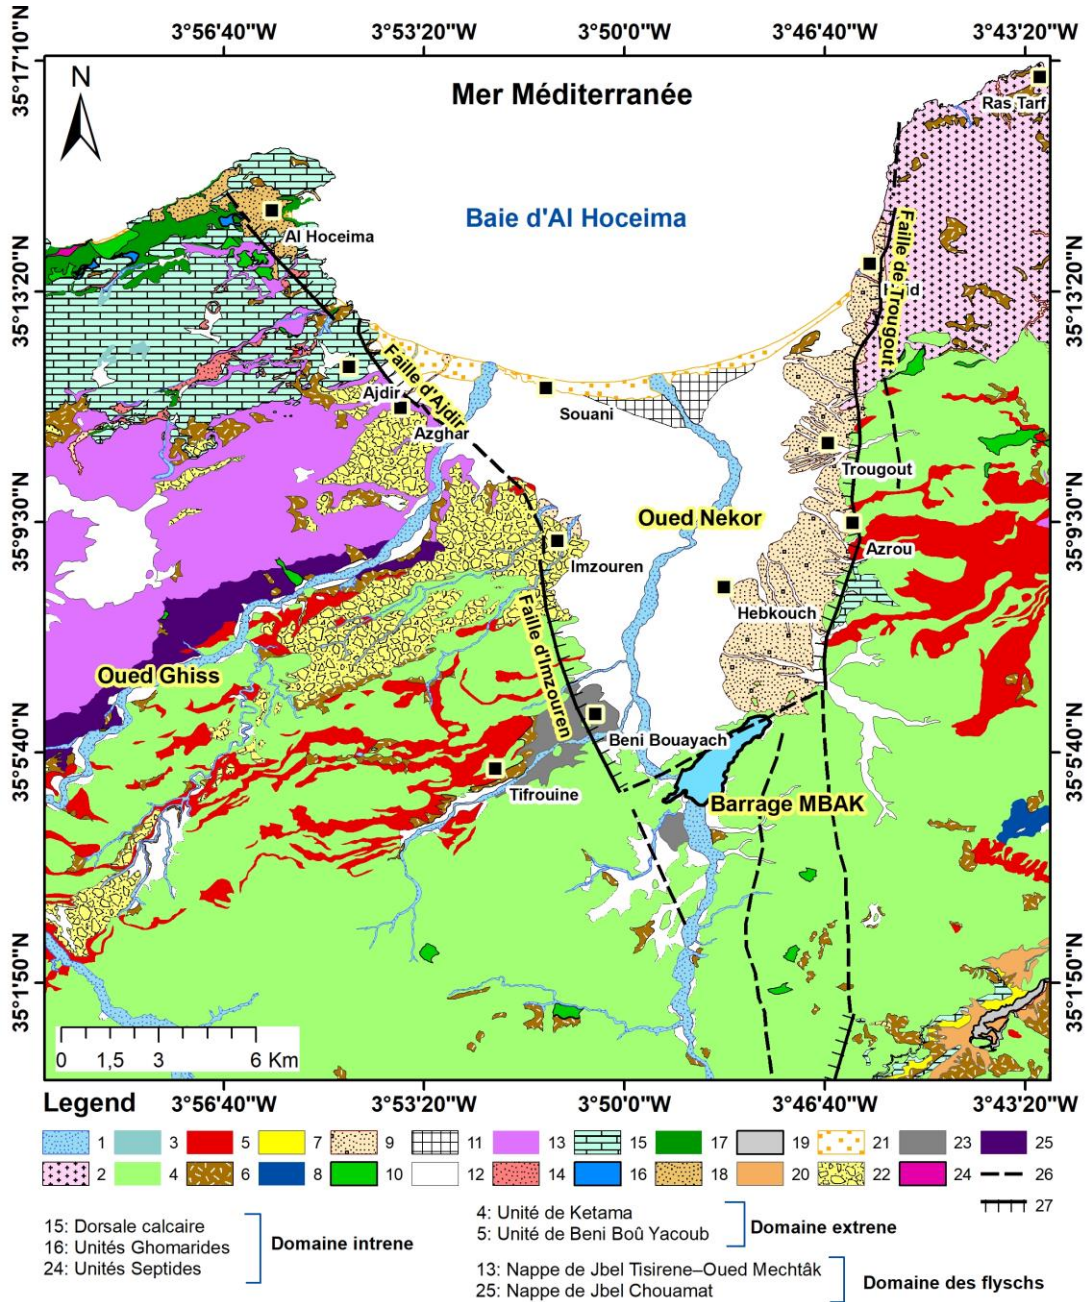 3°56'40"W 3°53'20"W 3°50'00"W 3°46'40"W 3°43'20"W
35°17'10"N
35°13'20"N
35°9'30"N
35°5'40"N
35°1'50"N
N
Mer Méditerranée
Ras Tarf
Baie d'Al Hoceima
Al Hoceima
Faille de Trougout
35°13'20"N
Faille d'Ajdir
Ajdir
Souani
Azghar
Trougout
Oued Nekor
35°9'30"N
Azrou
Imzouren
Hebkouch
Faille d'Imzouren
Oued Ghiss
Beni Bouayach
35°5'40"N
Tifrouine
Barrage MBAK
35°1'50"N
0 1,5 3 6 Km
3°56'40"W 3°53'20"W 3°50'00"W 3°46'40"W 3°43'20"W
Legend
1 3 5 7 9 11 13 15 17 19 21 23 25
2 4 6 8 10 12 14 16 18 20 22 24 26
27
15: Dorsale calcaire
16: Unités Ghomarides
24: Unités Septides
Domaine intrene
4: Unité de Ketama
5: Unité de Beni Boû Yacoub
Domaine extrene
13: Nappe de Jbel Tisirene–Oued Mechtâk
25: Nappe de Jbel Chouamat
Domaine des flyschs